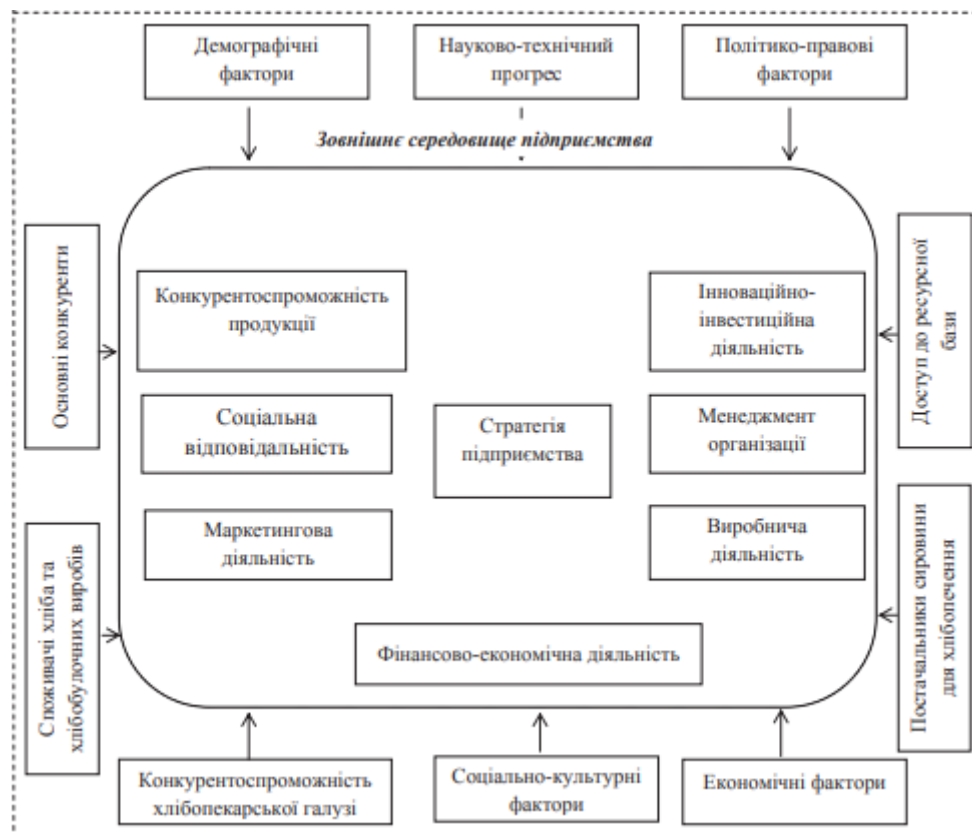 Демографічні
фактори
Науково-технічний
прогрес
Політико-правові
фактори
Зовнішнє середовище підприємства
Основні конкуренти
Конкурентоспроможність
продукції
Інноваційно-
інвестиційна
діяльність
Доступ до ресурсної
бази
Соціальна
відповідальність
Стратегія
підприємства
Менеджмент
організації
Маркетингова
діяльність
Виробнича
діяльність
Споживачі хліба та
хлібобулочних виробів
Фінансово-економічна діяльність
Постачальники сировини
для хлібопечення
Конкурентоспроможність
хлібопекарської галузі
Соціально-культурні
фактори
Економічні фактори